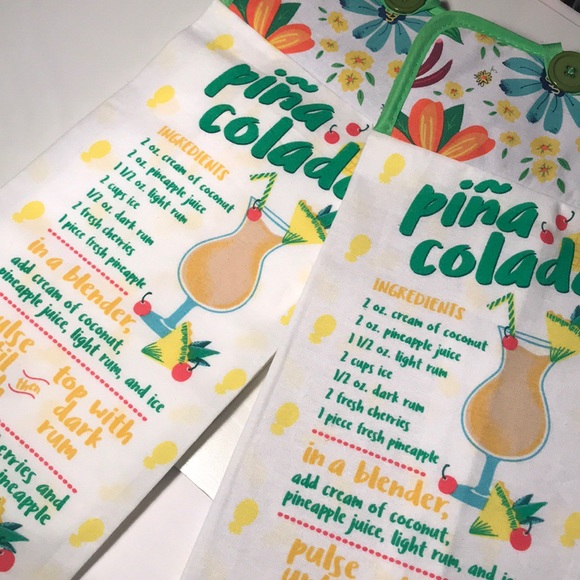 piña
colada
INGREDIENTS
2 oz. cream of coconut
2 oz. pineapple juice
1 1/2 oz. light rum
2 cups ice
1/2 oz. dark rum
2 fresh cherries
1 piece fresh pineapple
in a blender,
add cream of coconut,
pineapple juice, light rum, and ice
then
top with
dark
rum
and
pineapple
piña
colada
INGREDIENTS
2 oz. cream of coconut
2 oz. pineapple juice
1 1/2 oz. light rum
2 cups ice
1/2 oz. dark rum
2 fresh cherries
1 piece fresh pineapple
in a blender,
add cream of coconut,
pineapple juice, light rum, and
pulse